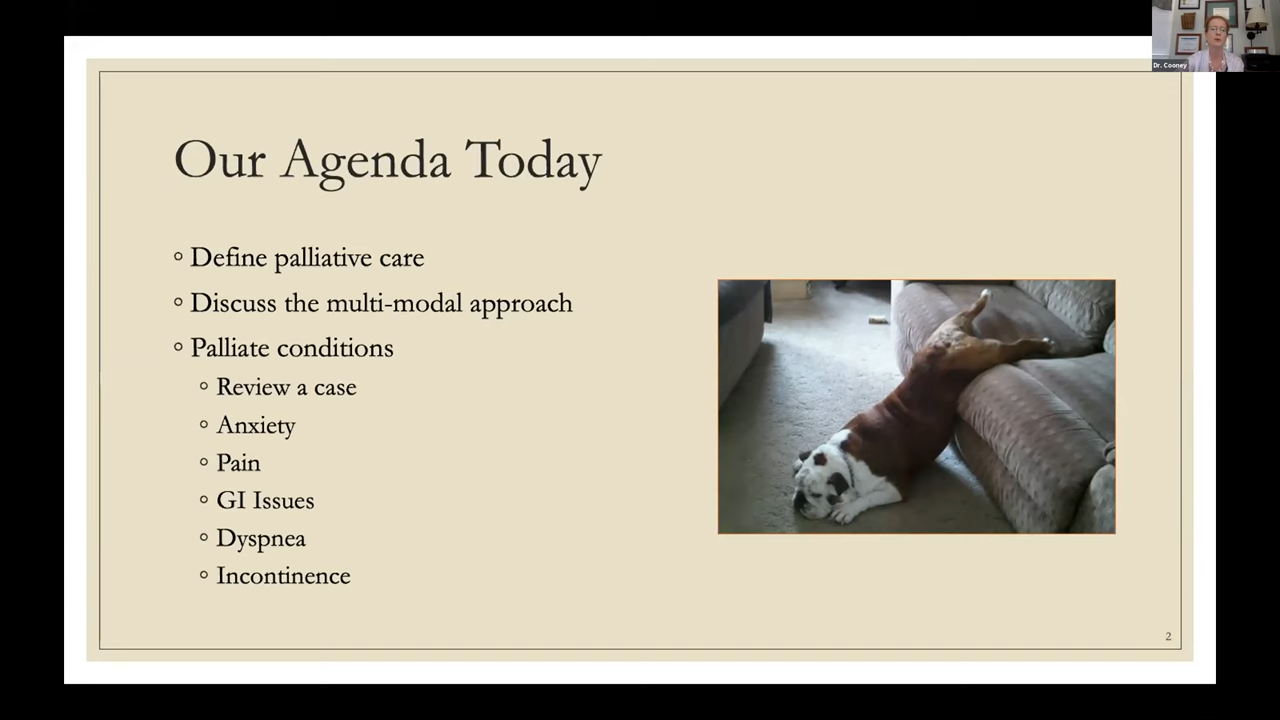 Dr. Cooney
Our Agenda Today
◦ Define palliative care
◦ Discuss the multi-modal approach
◦ Palliate conditions
◦ Review a case
◦ Anxiety
◦ Pain
◦ GI Issues
◦ Dyspnea
◦ Incontinence
2